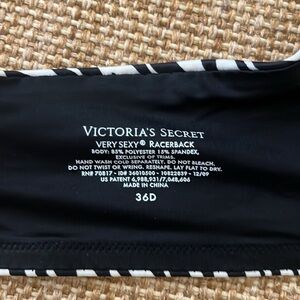 VICTORIA'S SECRET
VERY SEXY® RACERBACK
BODY: 85% POLYESTER 15% SPANDEX,
EXCLUSIVE OF TRIMS.
HAND WASH COLD SEPARATELY, DO NOT BLEACH.
DO NOT TWIST OR WRING. RESHAPE. LAY FLAT TO DRY.
RN# 70817 • ID# 36010500 • 10822039 • 12/09
US PATENT 6,988,931/7,048,606
MADE IN CHINA
36D